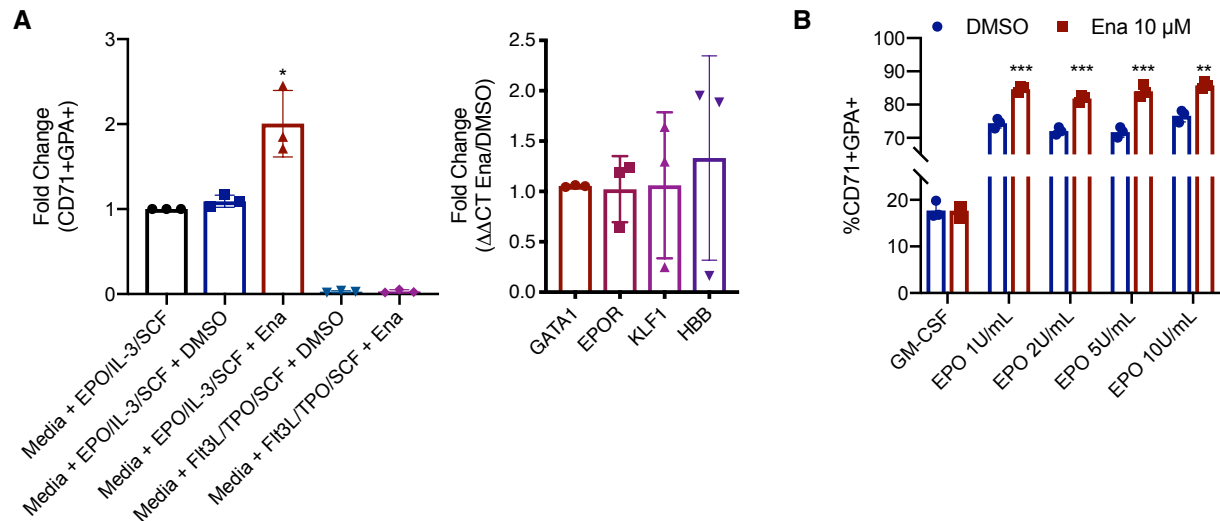 A
Fold Change
(CD71+GPA+)
3
2
1
0
*
Media + EPO/IL-3/SCF
Media + EPO/IL-3/SCF + DMSO
Media + EPO/IL-3/SCF + Ena
Media + Flt3L/TPO/SCF + DMSO
Media + Flt3L/TPO/SCF + Ena
Fold Change
(ΔΔCT Ena/DMSO)
2.5
2.0
1.5
1.0
0.5
0.0
GATA1
EPOR
KLF1
HBB
B
DMSO
Ena 10 μM
%CD71+GPA+
100
90
80
70
20
10
0
***
***
***
**
GM-CSF
EPO 1U/mL
EPO 2U/mL
EPO 5U/mL
EPO 10U/mL